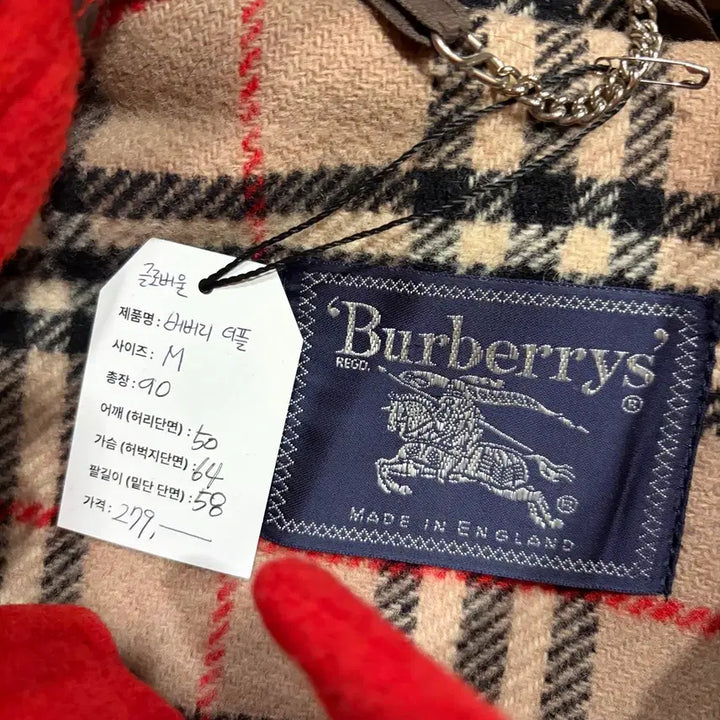 글로버울
제품명 : 버버리 더플
사이즈 : M
총장 : 90
어깨 (허리단면) : 50
가슴 (허벅지단면) : 64
팔길이 (밑단 단면) : 58
가격 : 279,—
'Burberrys'
REGD.
®
®
MADE IN ENGLAND